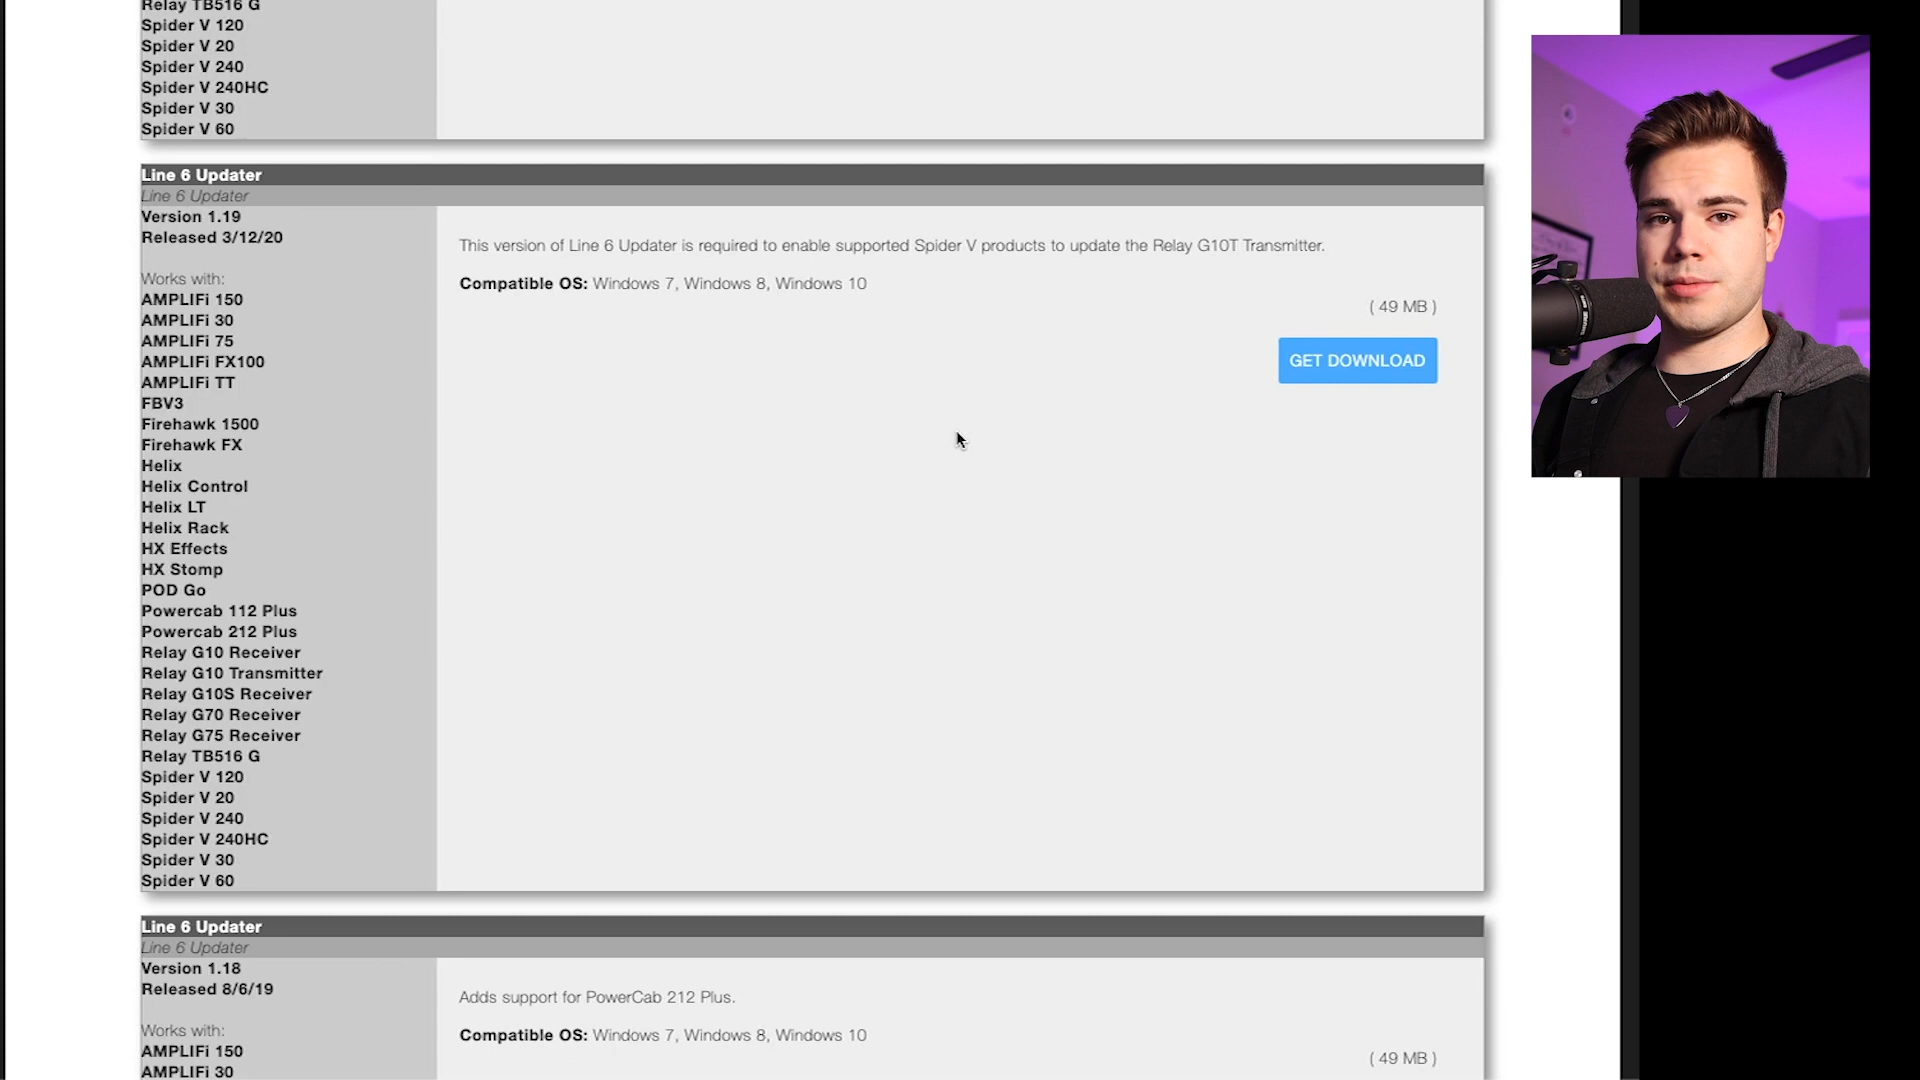 Relay TB516 G
Spider V 120
Spider V 20
Spider V 240
Spider V 240HC
Spider V 30
Spider V 60
Line 6 Updater
Line 6 Updater
Version 1.19
Released 3/12/20
This version of Line 6 Updater is required to enable supported Spider V products to update the Relay G10T Transmitter.
Compatible OS: Windows 7, Windows 8, Windows 10
( 49 MB )
GET DOWNLOAD
Works with:
AMPLIFi 150
AMPLIFi 30
AMPLIFi 75
AMPLIFi FX100
AMPLIFi TT
FBV3
Firehawk 1500
Firehawk FX
Helix
Helix Control
Helix LT
Helix Rack
HX Effects
HX Stomp
POD Go
Powercab 112 Plus
Powercab 212 Plus
Relay G10 Receiver
Relay G10 Transmitter
Relay G10S Receiver
Relay G70 Receiver
Relay G75 Receiver
Relay TB516 G
Spider V 120
Spider V 20
Spider V 240
Spider V 240HC
Spider V 30
Spider V 60
Line 6 Updater
Line 6 Updater
Version 1.18
Released 8/6/19
Adds support for PowerCab 212 Plus.
Compatible OS: Windows 7, Windows 8, Windows 10
( 49 MB )
Works with:
AMPLIFi 150
AMPLIFi 30